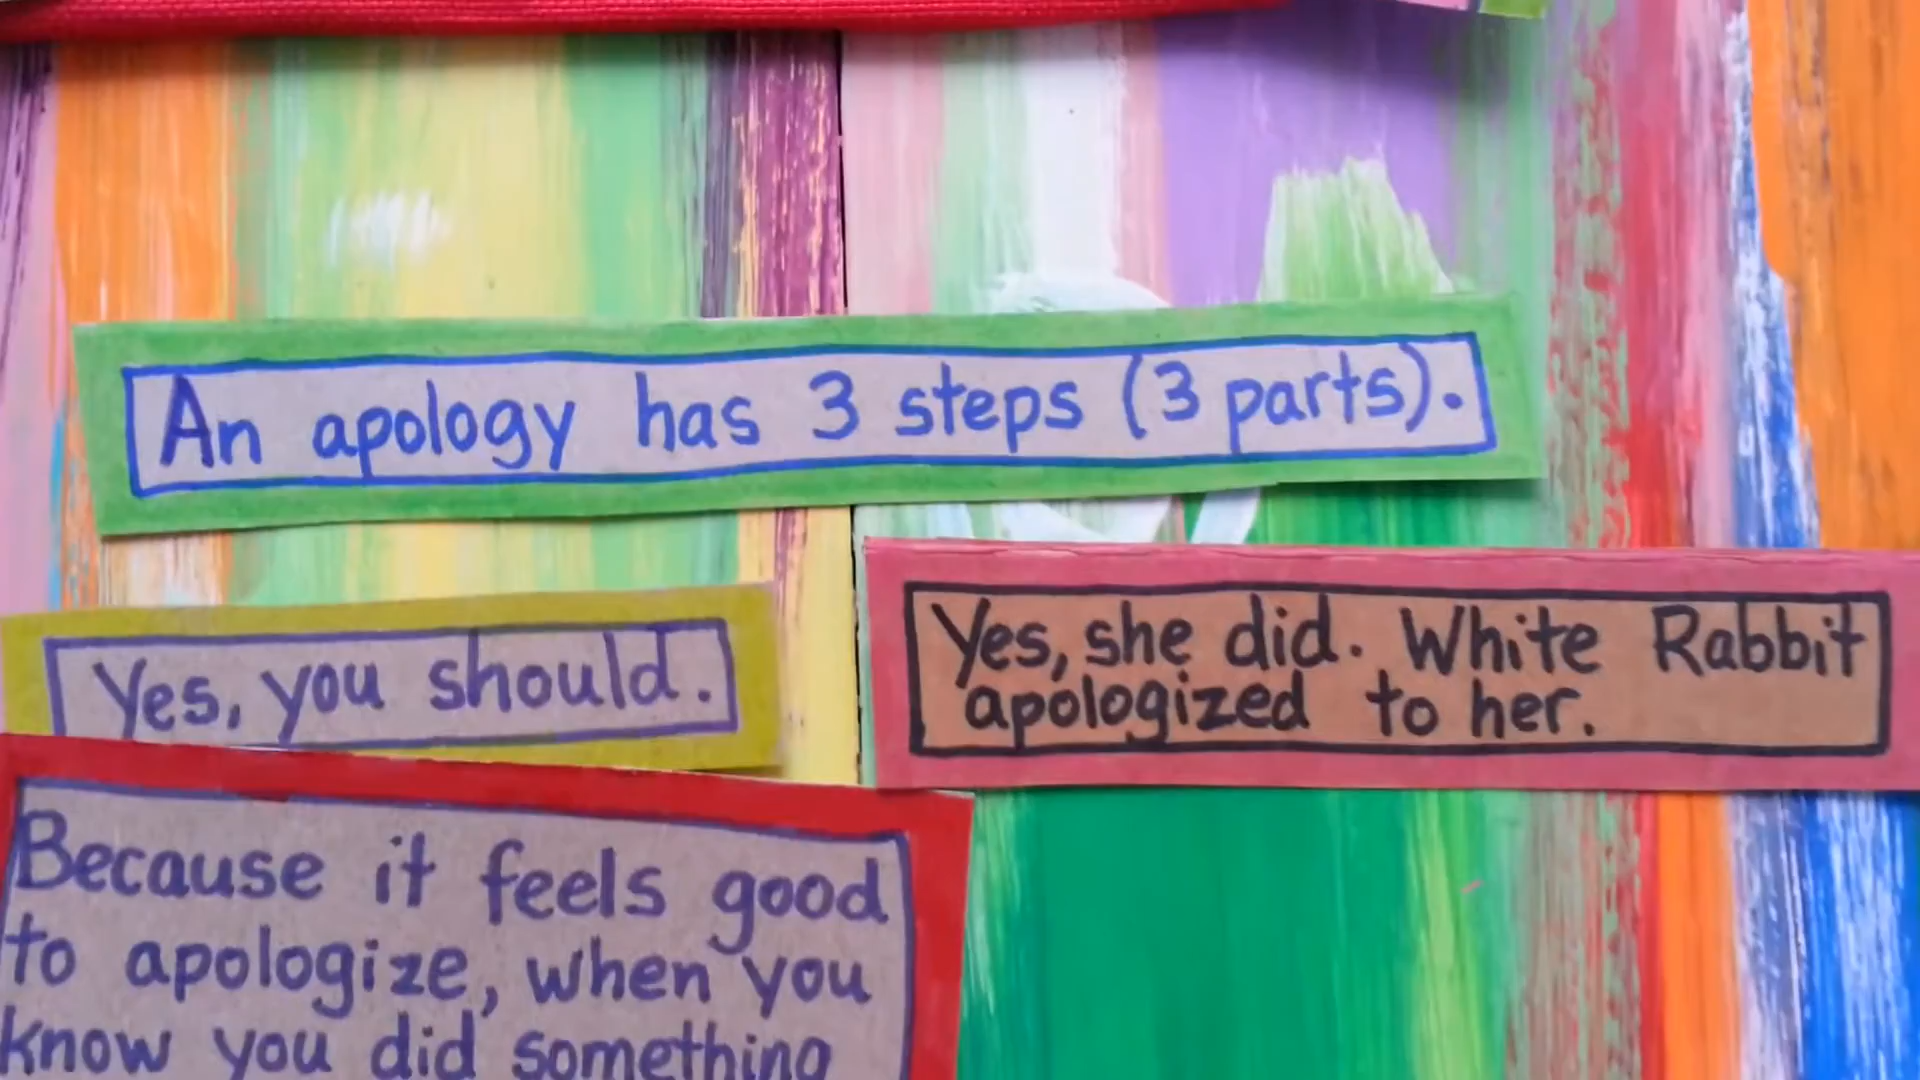 An apology has 3 steps (3 parts).
Yes, you should.
Yes, she did. White Rabbit
apologized to her.
Because it feels good
to apologize, when you
know you did something